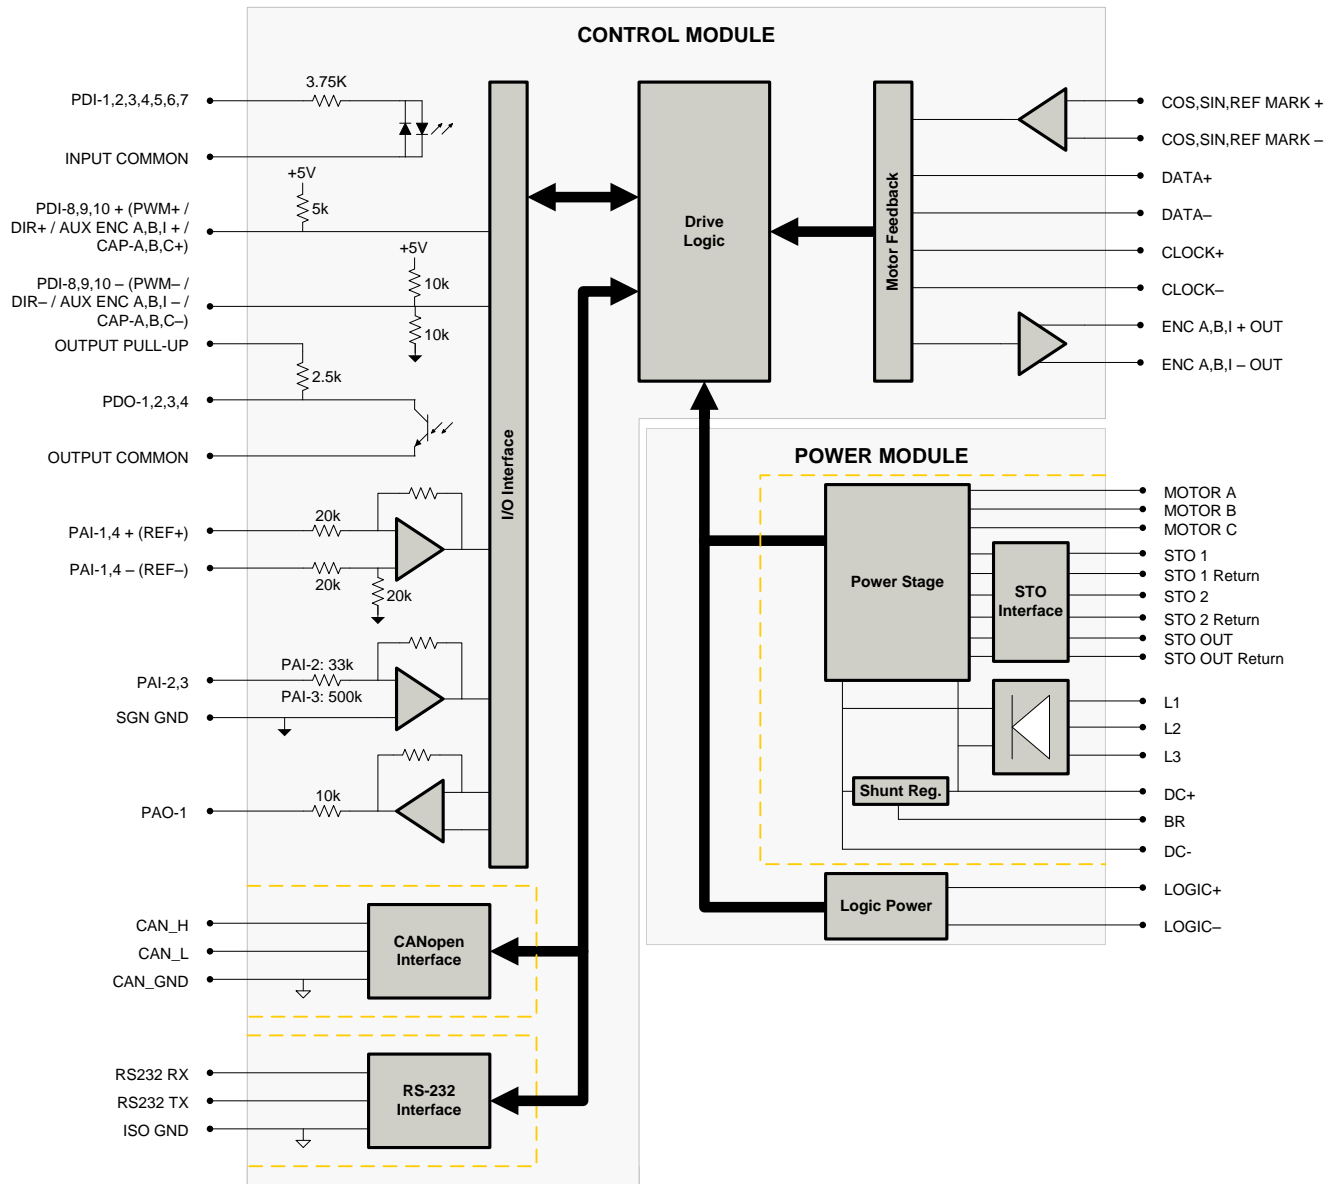 CONTROL MODULE
PDI-1,2,3,4,5,6,7
3.75K
INPUT COMMON
+5V
5k
PDI-8,9,10 + (PWM+ /
DIR+ / AUX ENC A,B,I + /
CAP-A,B,C+)
+5V
10k
PDI-8,9,10 – (PWM– /
DIR– / AUX ENC A,B,I – /
CAP-A,B,C–)
10k
OUTPUT PULL-UP
2.5k
PDO-1,2,3,4
OUTPUT COMMON
PAI-1,4 + (REF+)
20k
PAI-1,4 – (REF–)
20k
20k
PAI-2,3
PAI-2: 33k
PAI-3: 500k
SGN GND
PAO-1
10k
I/O Interface
CAN_H
CAN_L
CAN_GND
CANopen
Interface
RS232 RX
RS232 TX
ISO GND
RS-232
Interface
Drive
Logic
Motor Feedback
COS,SIN,REF MARK +
COS,SIN,REF MARK –
DATA+
DATA–
CLOCK+
CLOCK–
ENC A,B,I + OUT
ENC A,B,I – OUT
POWER MODULE
Power Stage
MOTOR A
MOTOR B
MOTOR C
STO
Interface
STO 1
STO 1 Return
STO 2
STO 2 Return
STO OUT
STO OUT Return
L1
L2
L3
Shunt Reg.
DC+
BR
DC-
Logic Power
LOGIC+
LOGIC–